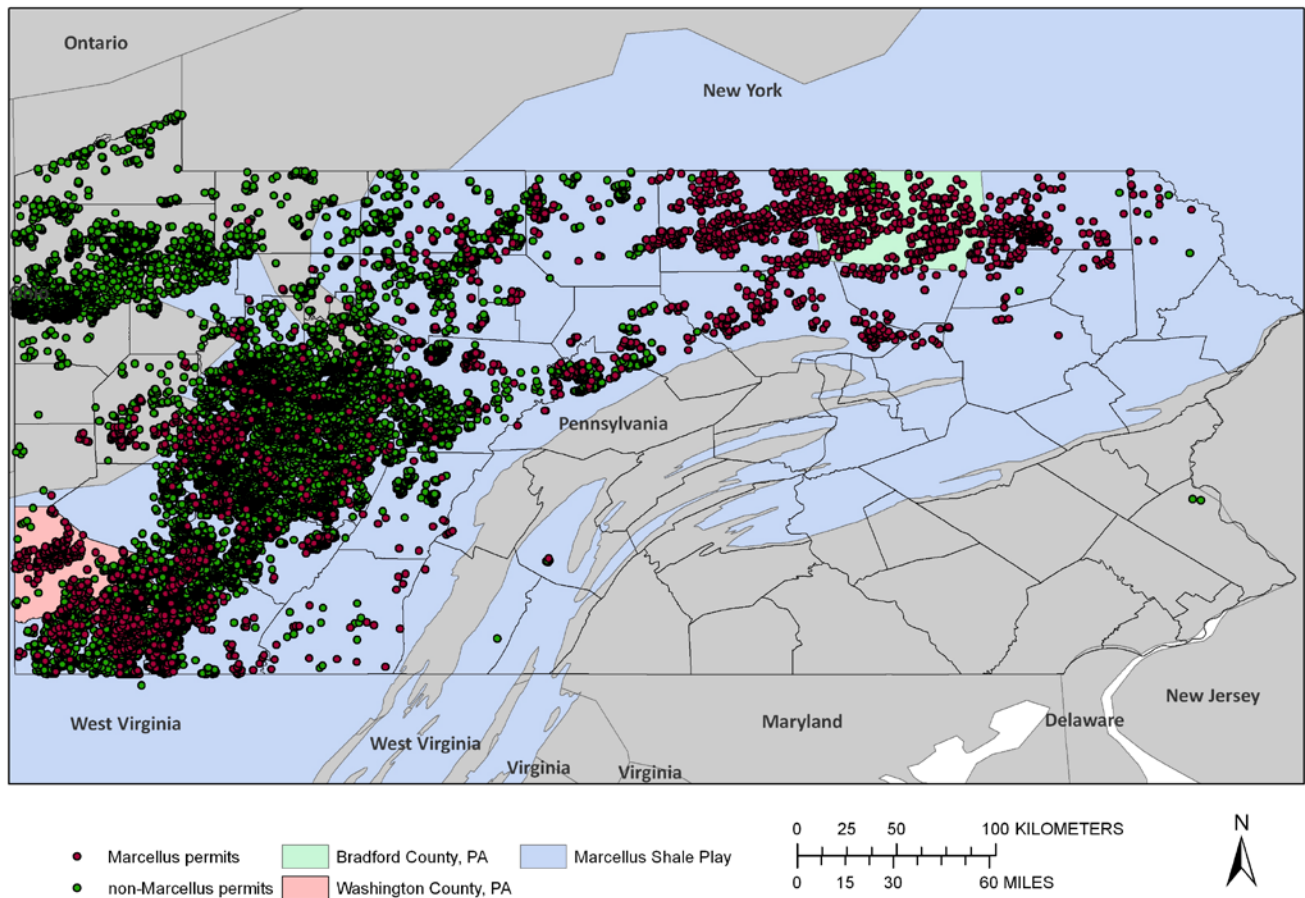 Ontario
New York
Pennsylvania
West Virginia
West Virginia
Virginia
Virginia
Maryland
Delaware
New Jersey
0 25 50 100 KILOMETERS
0 15 30 60 MILES
N
Marcellus permits
non-Marcellus permits
Bradford County, PA
Washington County, PA
Marcellus Shale Play